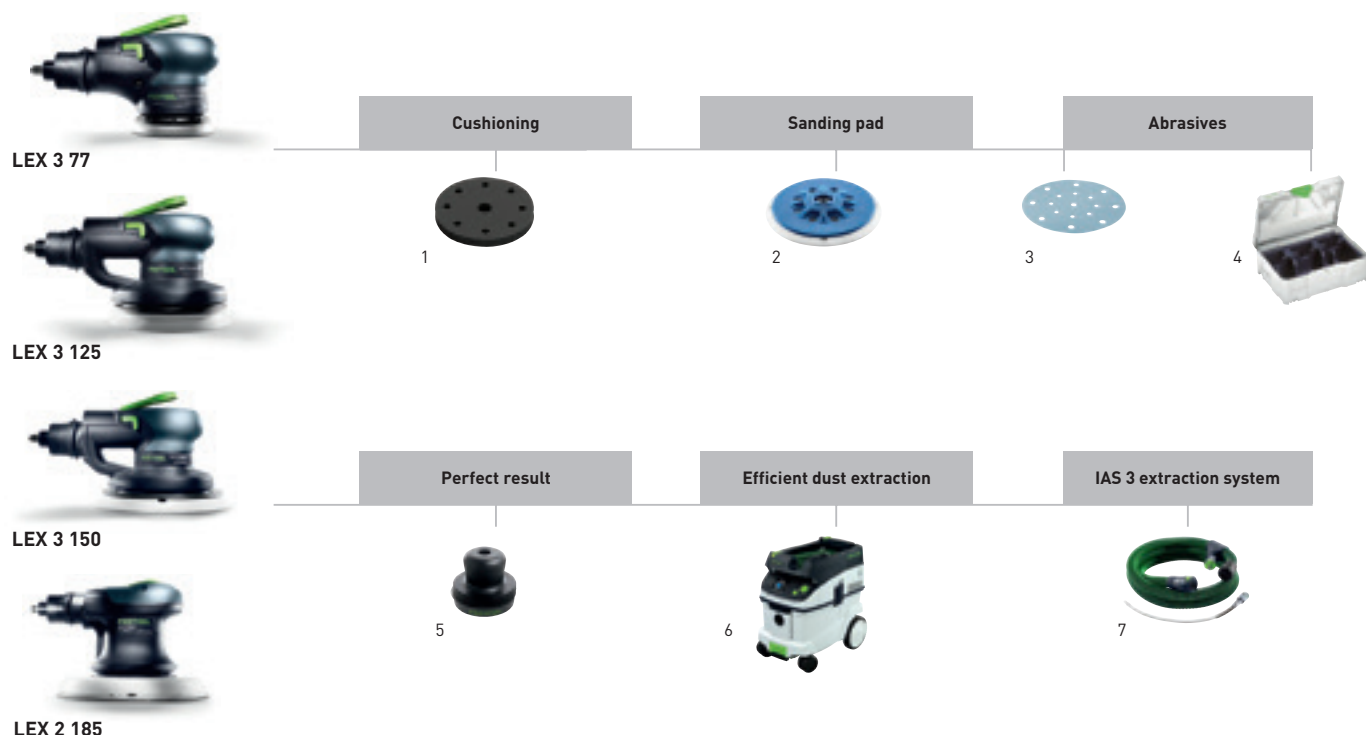 LEX 3 77
Cushioning
Sanding pad
Abrasives
1
2
3
4
LEX 3 125
LEX 3 150
Perfect result
Efficient dust extraction
IAS 3 extraction system
5
6
7
LEX 2 185